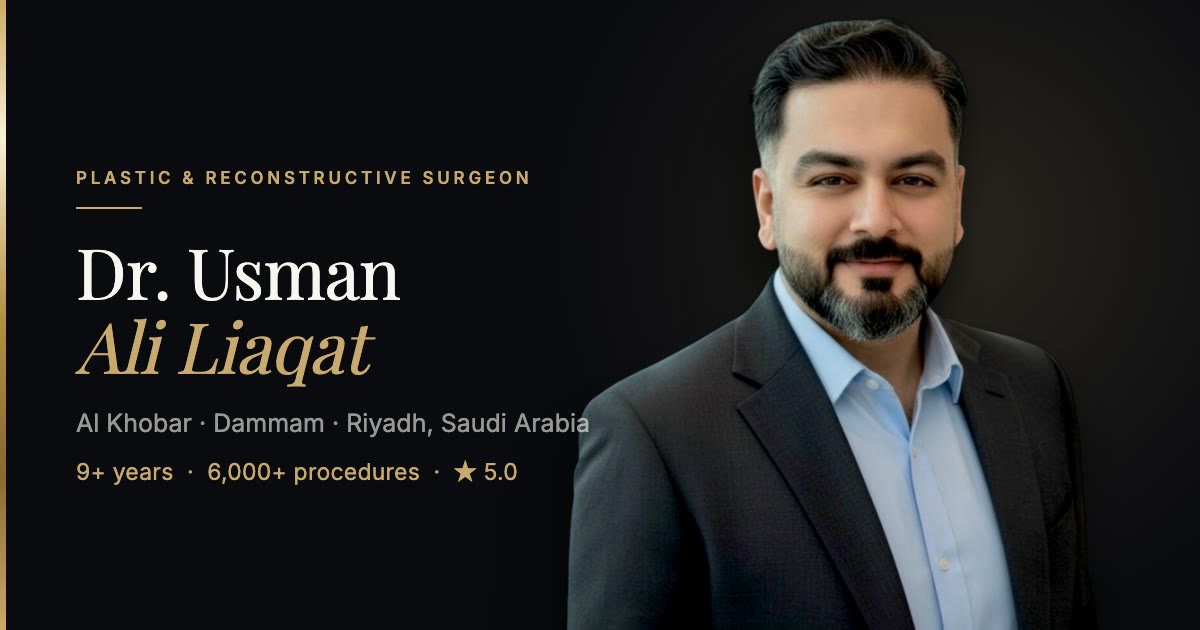 PLASTIC & RECONSTRUCTIVE SURGEON
Dr. Usman
Ali Liaqat
Al Khobar · Dammam · Riyadh, Saudi Arabia
9+ years · 6,000+ procedures · ★ 5.0